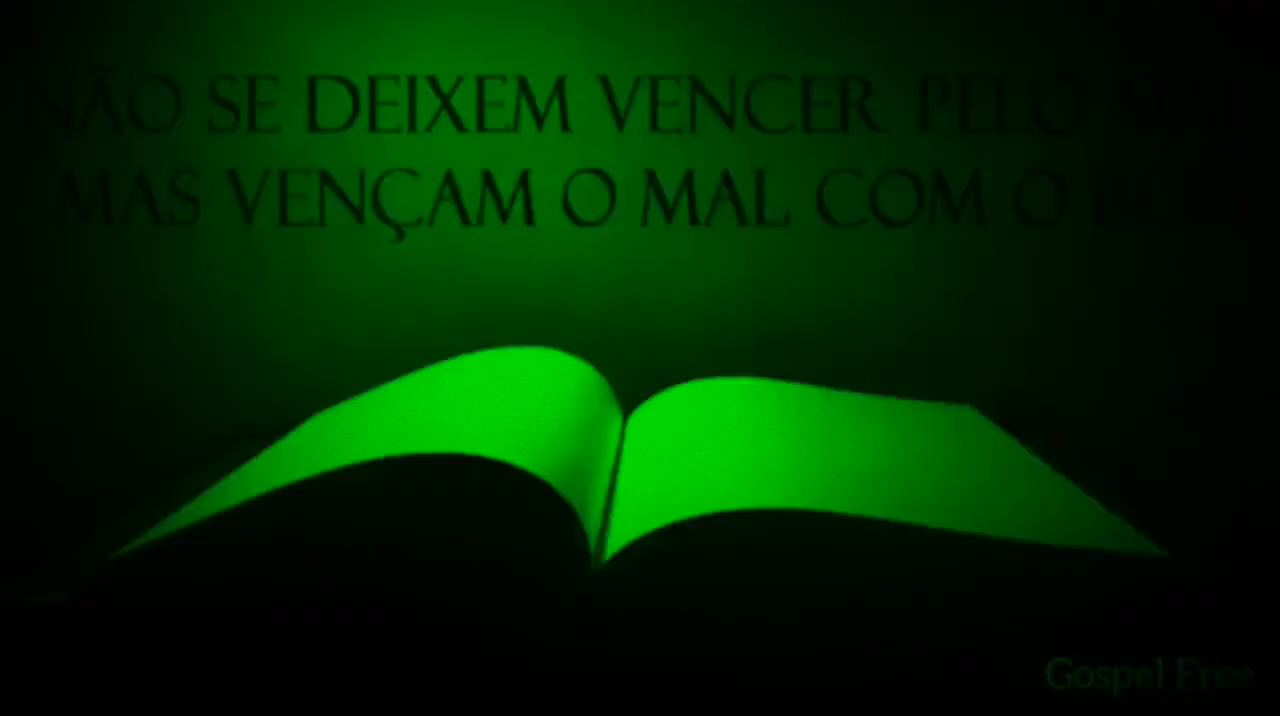 NÃO SE DEIXEM VENCER PELO
MAS VENÇAM O MAL COM O
Gospel Free